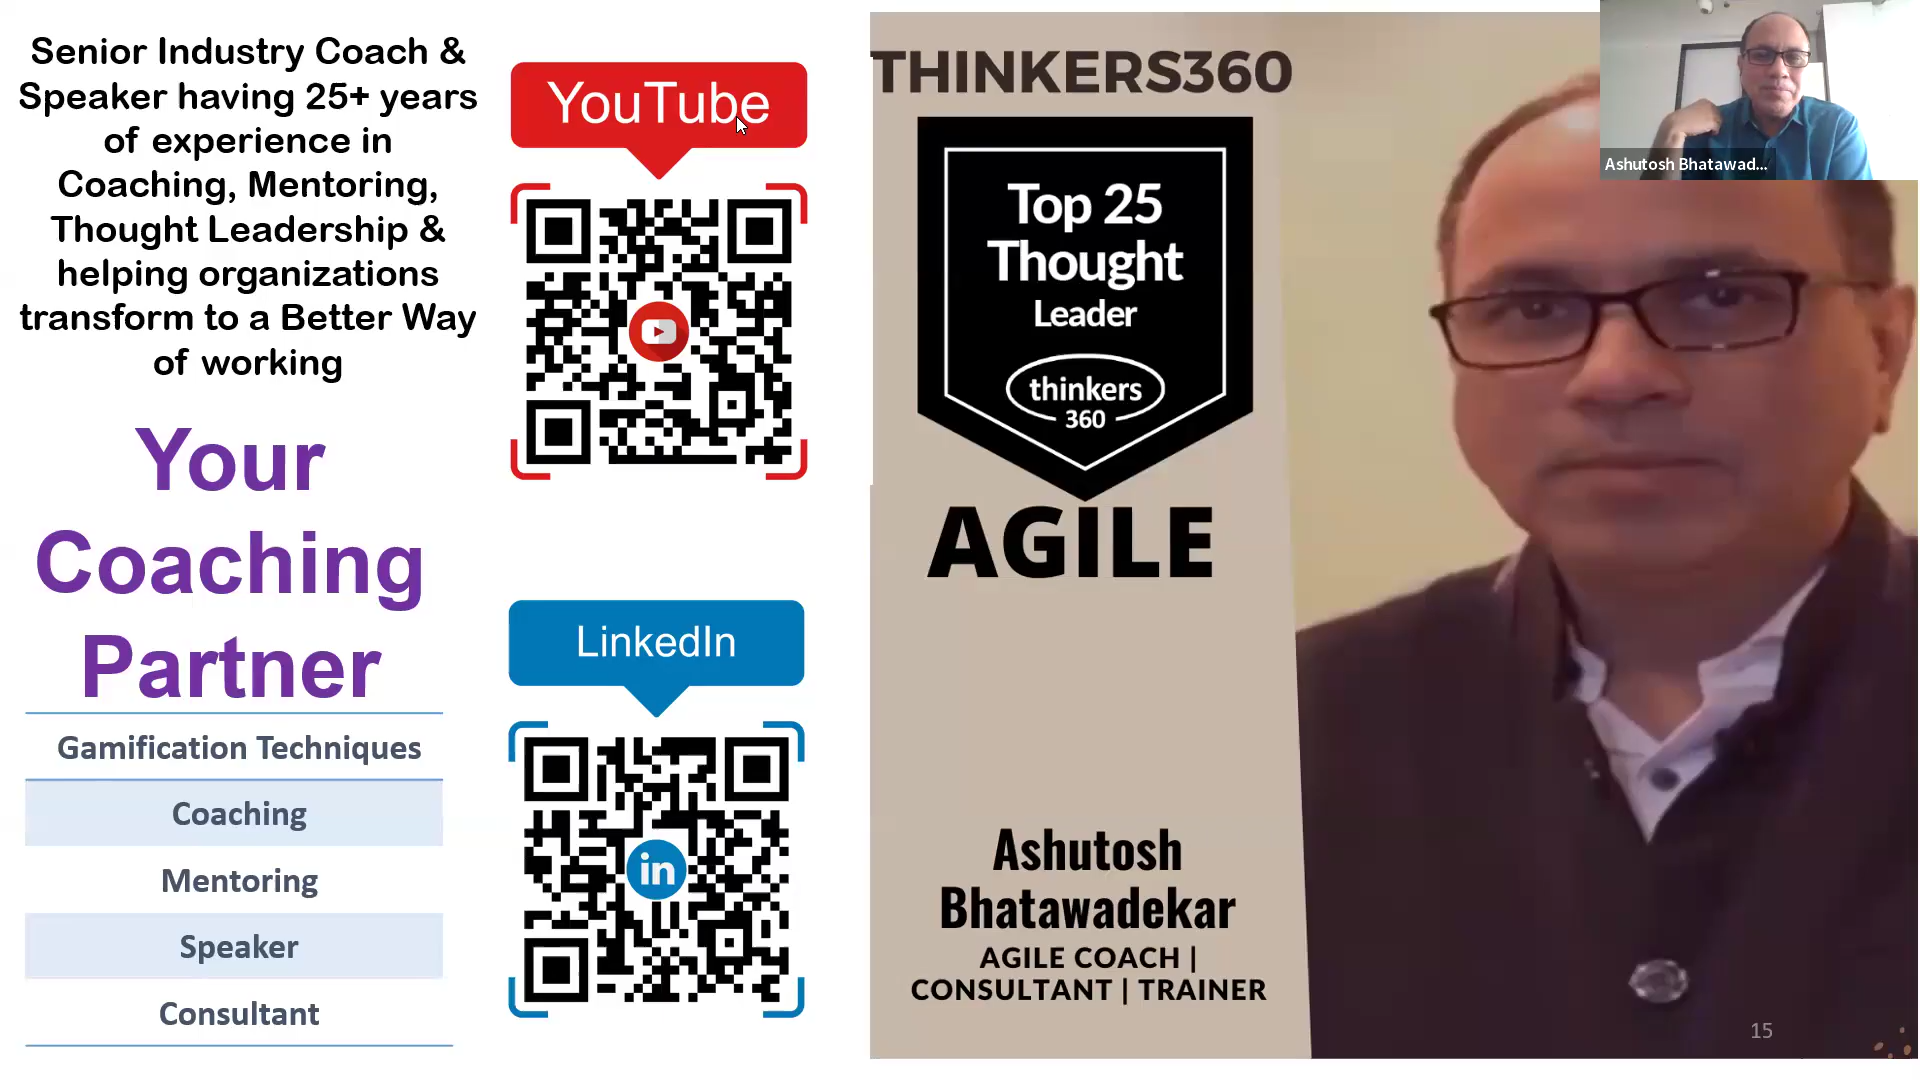 Senior Industry Coach &
Speaker having 25+ years
of experience in
Coaching, Mentoring,
Thought Leadership &
helping organizations
transform to a Better Way
of working
Your
Coaching
Partner
Gamification Techniques
Coaching
Mentoring
Speaker
Consultant
YouTube
LinkedIn
in
THINKERS360
Top 25
Thought
Leader
thinkers
360
AGILE
Ashutosh
Bhatawadekar
AGILE COACH |
CONSULTANT | TRAINER
Ashutosh Bhatawad...
15